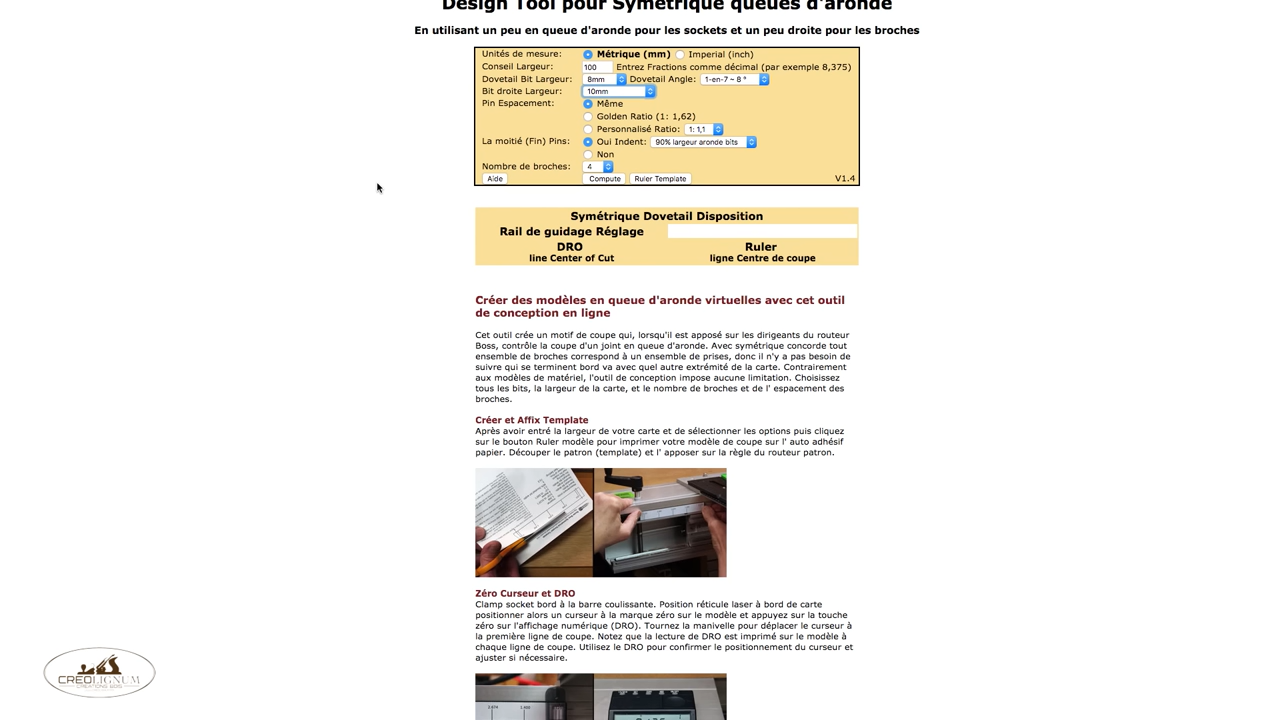 Design Tool pour Symétrique queues d'aronde
En utilisant un peu en queue d'aronde pour les sockets et un peu droite pour les broches
Unités de mesure: Métrique (mm) Imperial (inch)
Conseil Largeur: 100 Entrez Fractions comme décimal (par exemple 8,375)
Dovetail Bit Largeur: 8mm Dovetail Angle: 1-en-7 ~ 8 °
Bit droite Largeur: 10mm
Pin Espacement: Même
Golden Ratio (1: 1,62)
Personnalisé Ratio: 1: 1,1
La moitié (Fin) Pins: Oui Indent: 90% largeur aronde bits
Non
Nombre de broches: 4
Aide Compute Ruler Template V1.4
Symétrique Dovetail Disposition
Rail de guidage Réglage
DRO Ruler
line Center of Cut ligne Centre de coupe
Créer des modèles en queue d'aronde virtuelles avec cet outil
de conception en ligne
Cet outil crée un motif de coupe qui, lorsqu'il est apposé sur les dirigeants du routeur
Boss, contrôle la coupe d'un joint en queue d'aronde. Avec symétrique concorde tout
ensemble de broches correspond à un ensemble de prises, donc il n'y a pas besoin de
suivre qui se terminent bord va avec quel autre extrémité de la carte. Contrairement
aux modèles de matériel, l'outil de conception impose aucune limitation. Choisissez
tous les bits, la largeur de la carte, et le nombre de broches et de l' espacement des
broches.
Créer et Affix Template
Après avoir entré la largeur de votre carte et de sélectionner les options puis cliquez
sur le bouton Ruler modèle pour imprimer votre modèle de coupe sur l' auto adhésif
papier. Découper le patron (template) et l' apposer sur la règle du routeur patron.
Zéro Curseur et DRO
Clamp socket bord à la barre coulissante. Position réticule laser à bord de carte
positionner alors un curseur à la marque zéro sur le modèle et appuyez sur la touche
zéro sur l'affichage numérique (DRO). Tournez la manivelle pour déplacer le curseur à
la première ligne de coupe. Notez que la lecture de DRO est imprimé sur le modèle à
chaque ligne de coupe. Utilisez le DRO pour confirmer le positionnement du curseur et
ajuster si nécessaire.
CREOLIGNUM
CREATIONS BOIS